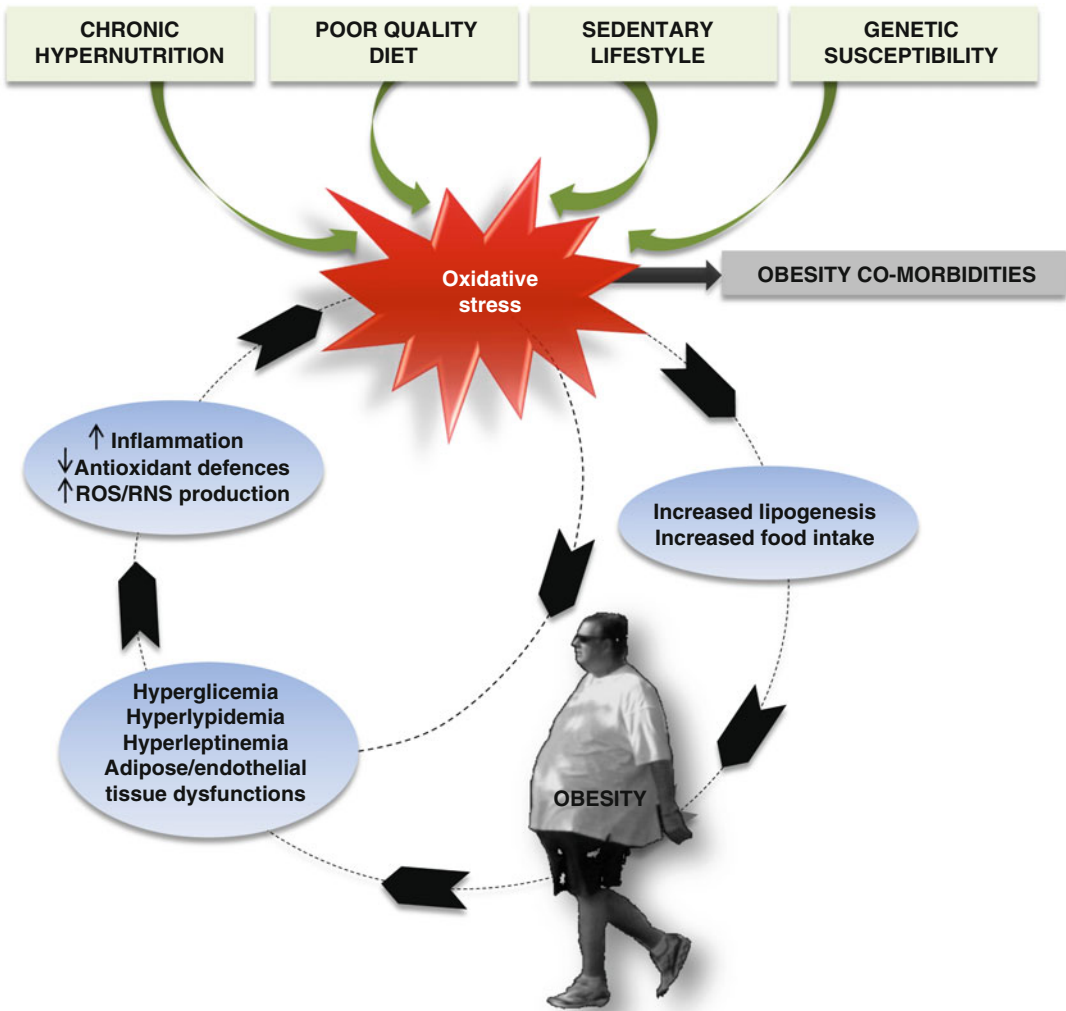 CHRONIC
HYPERNUTRITION
POOR QUALITY
DIET
SEDENTARY
LIFESTYLE
GENETIC
SUSCEPTIBILITY
Oxidative
stress
OBESITY CO-MORBIDITIES
↑ Inflammation
↓Antioxidant defences
↑ROS/RNS production
Increased lipogenesis
Increased food intake
Hyperglicemia
Hyperlypidemia
Hyperleptinemia
Adipose/endothelial
tissue dysfunctions
OBESITY